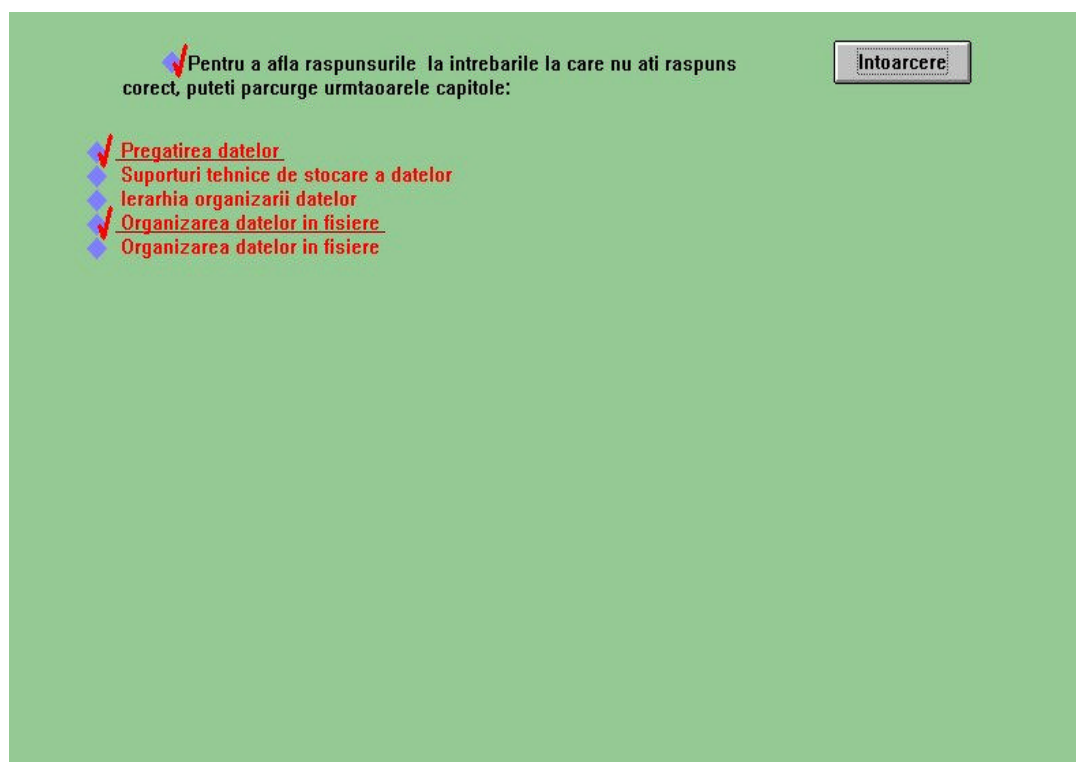 Pentru a afla raspunsurile la intrebarile la care nu ati raspuns
corect, puteti parcurge urmtaoarele capitole:
Intoarcere
Pregatirea datelor
Suporturi tehnice de stocare a datelor
Ierarhia organizarii datelor
Organizarea datelor in fisiere
Organizarea datelor in fisiere